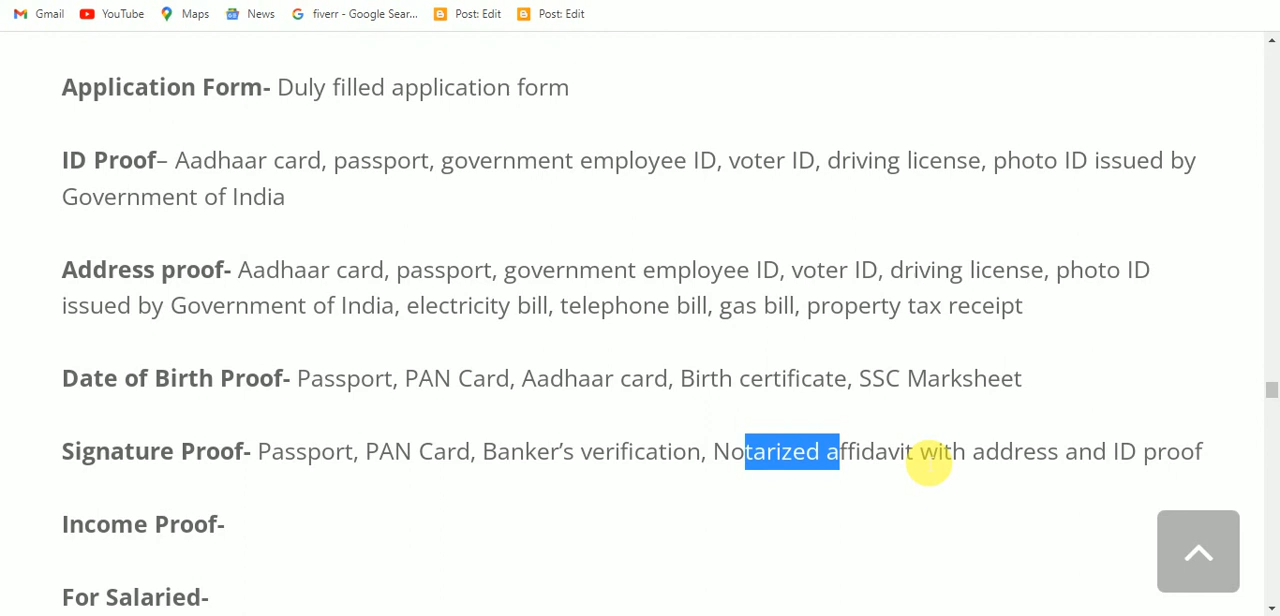 Gmail YouTube Maps News fiverr - Google Sear... Post: Edit Post: Edit
Application Form- Duly filled application form
ID Proof– Aadhaar card, passport, government employee ID, voter ID, driving license, photo ID issued by
Government of India
Address proof- Aadhaar card, passport, government employee ID, voter ID, driving license, photo ID
issued by Government of India, electricity bill, telephone bill, gas bill, property tax receipt
Date of Birth Proof- Passport, PAN Card, Aadhaar card, Birth certificate, SSC Marksheet
Signature Proof- Passport, PAN Card, Banker’s verification, Notarized affidavit with address and ID proof
Income Proof-
For Salaried-